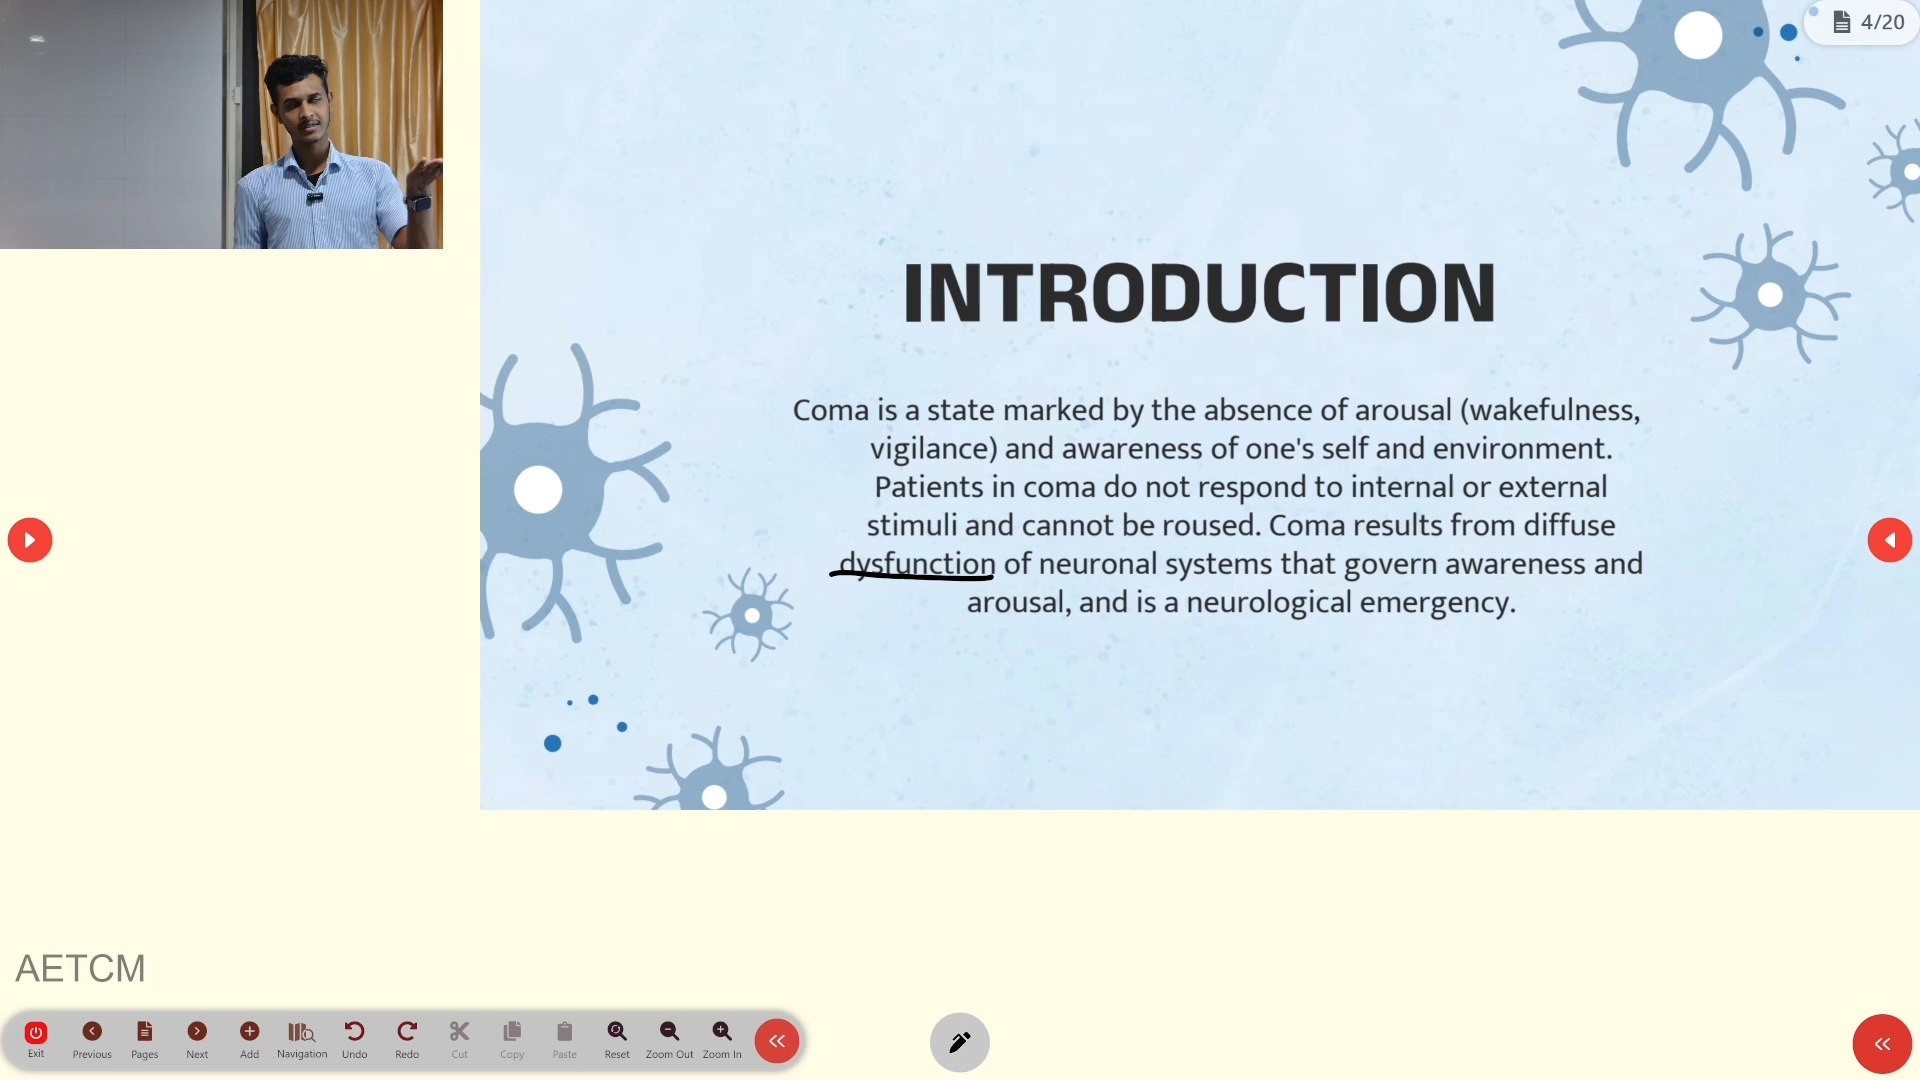 4/20
INTRODUCTION
Coma is a state marked by the absence of arousal (wakefulness,
vigilance) and awareness of one's self and environment.
Patients in coma do not respond to internal or external
stimuli and cannot be roused. Coma results from diffuse
dysfunction of neuronal systems that govern awareness and
arousal, and is a neurological emergency.
AETCM
Exit Previous Pages Next Add Navigation Undo Redo Cut Copy Paste Reset Zoom Out Zoom In